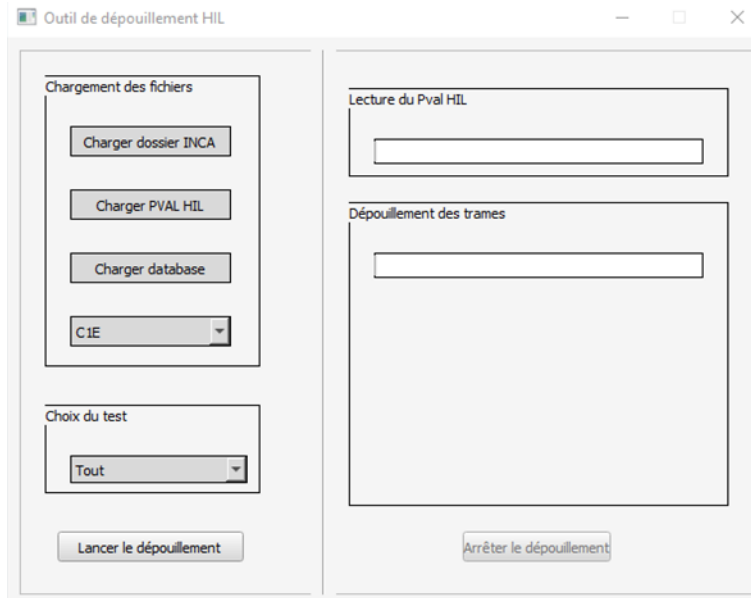 Outil de dépouillement HIL
Chargement des fichiers
Charger dossier INCA
Charger PVAL HIL
Charger database
C1E
Choix du test
Tout
Lancer le dépouillement
Lecture du Pval HIL
Dépouillement des trames
Arrêter le dépouillement